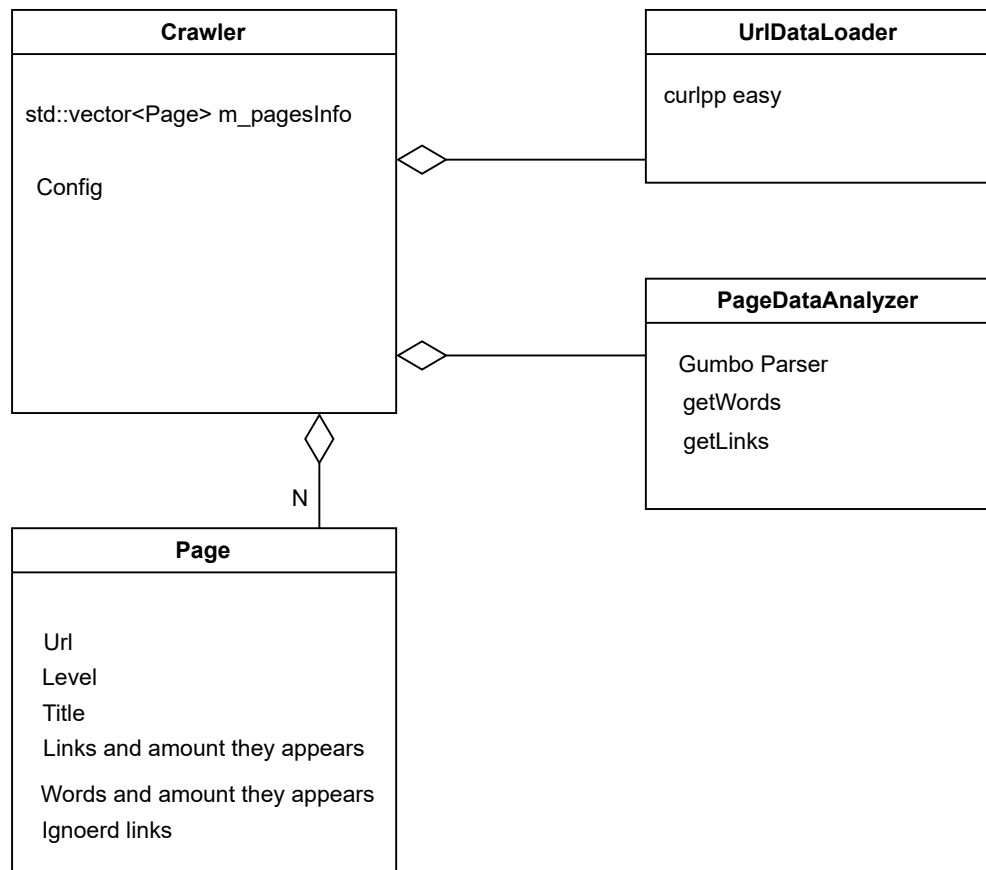 Crawler
std::vector<Page> m_pagesInfo
Config
UrlDataLoader
curlpp easy
PageDataAnalyzer
Gumbo Parser
getWords
getLinks
N
Page
Url
Level
Title
Links and amount they appears
Words and amount they appears
Ignoerd links